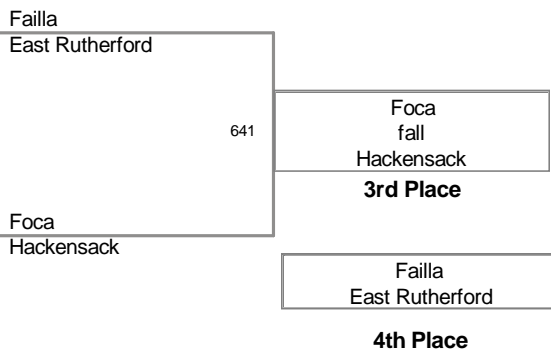 Failla
East Rutherford
641
Foca
fall
Hackensack
3rd Place
Foca
Hackensack
Failla
East Rutherford
4th Place